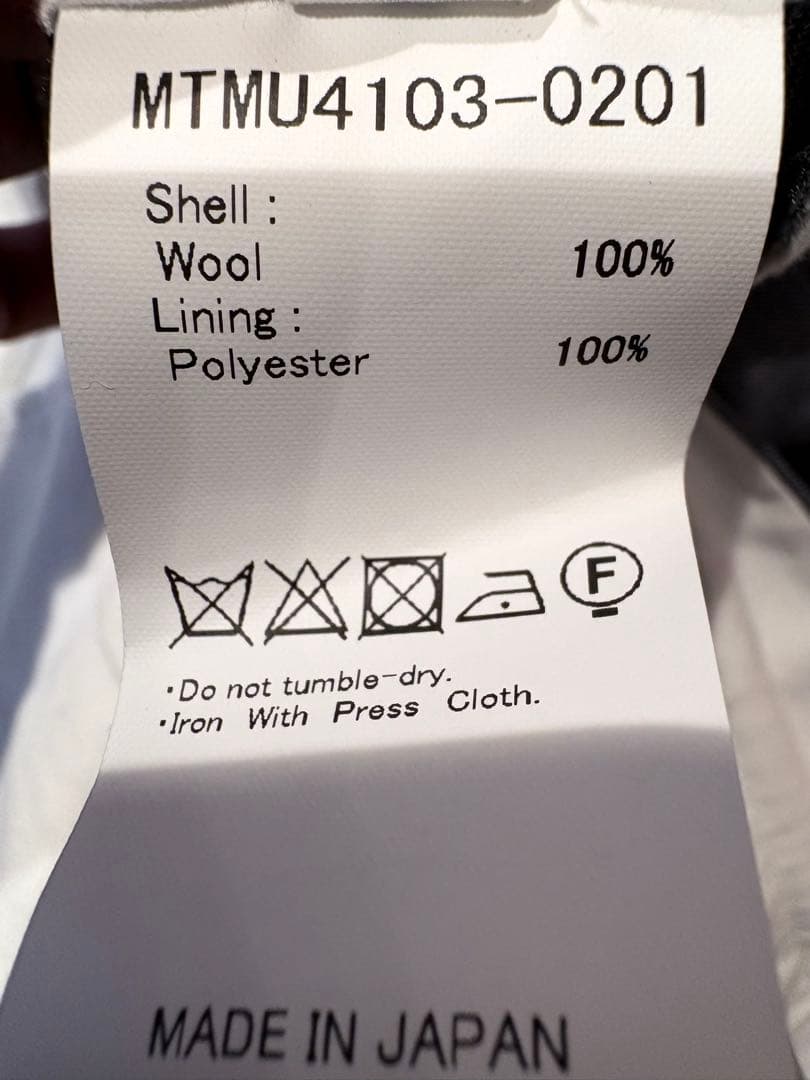 MTMU4103-0201
Shell :
Wool 100%
Lining :
Polyester 100%
F
・Do not tumble-dry.
・Iron With Press Cloth.
MADE IN JAPAN